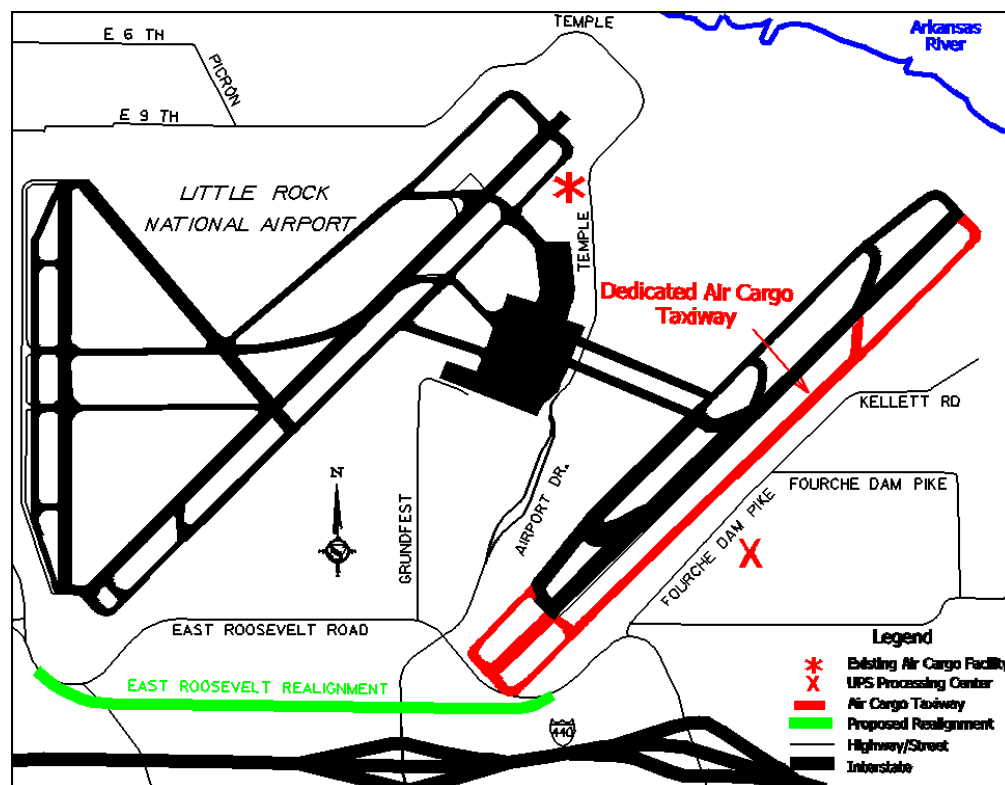 TEMPLE
Arkansas
River
E 6 TH
PICRON
E 9 TH
LITTLE ROCK
NATIONAL AIRPORT
TEMPLE
Dedicated Air Cargo
Taxiway
KELLETT RD
FOURCHE DAM PIKE
N
AIRPORT DR.
GRUNDFEST
FOURCHE DAM PIKE
X
EAST ROOSEVELT ROAD
EAST ROOSEVELT REALIGNMENT
440
Legend
* Existing Air Cargo Facility
X UPS Processing Center
Air Cargo Taxiway
Proposed Realignment
Highway/Street
Interstate